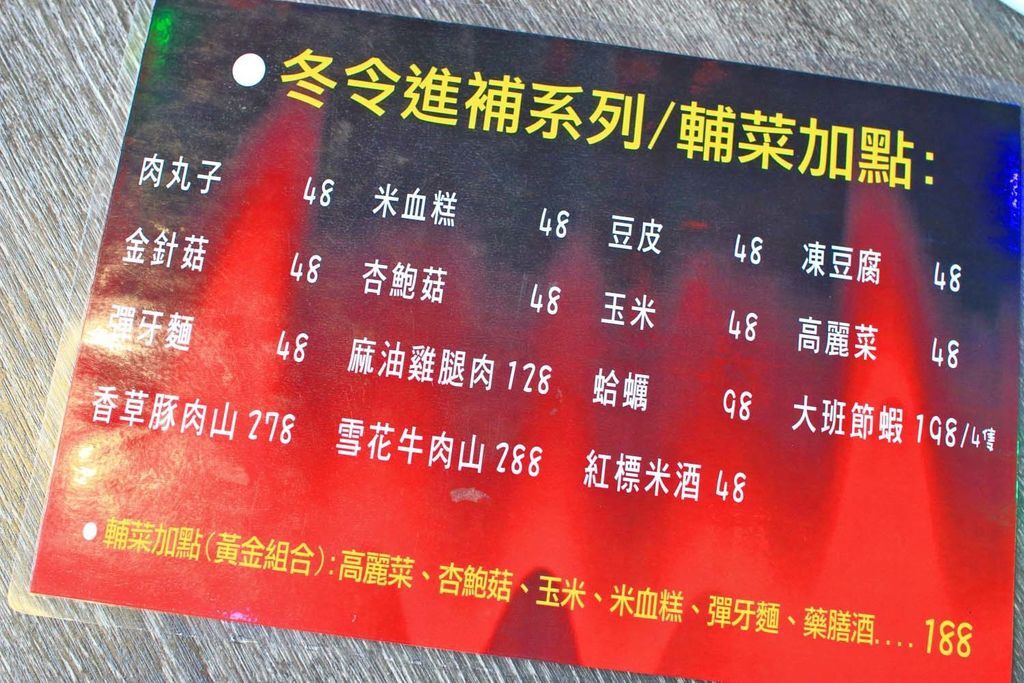 冬令進補系列/輔菜加點:
肉丸子 48 米血糕 48 豆皮 48 凍豆腐 48
金針菇 48 杏鮑菇 48 玉米 48 高麗菜 48
彈牙麵 48 麻油雞腿肉 128 蛤蠣 98 大班節蝦 198/4隻
香草豚肉山 278 雪花牛肉山 288 紅標米酒 48
輔菜加點(黃金組合):高麗菜、杏鮑菇、玉米、米血糕、彈牙麵、藥膳酒.... 188